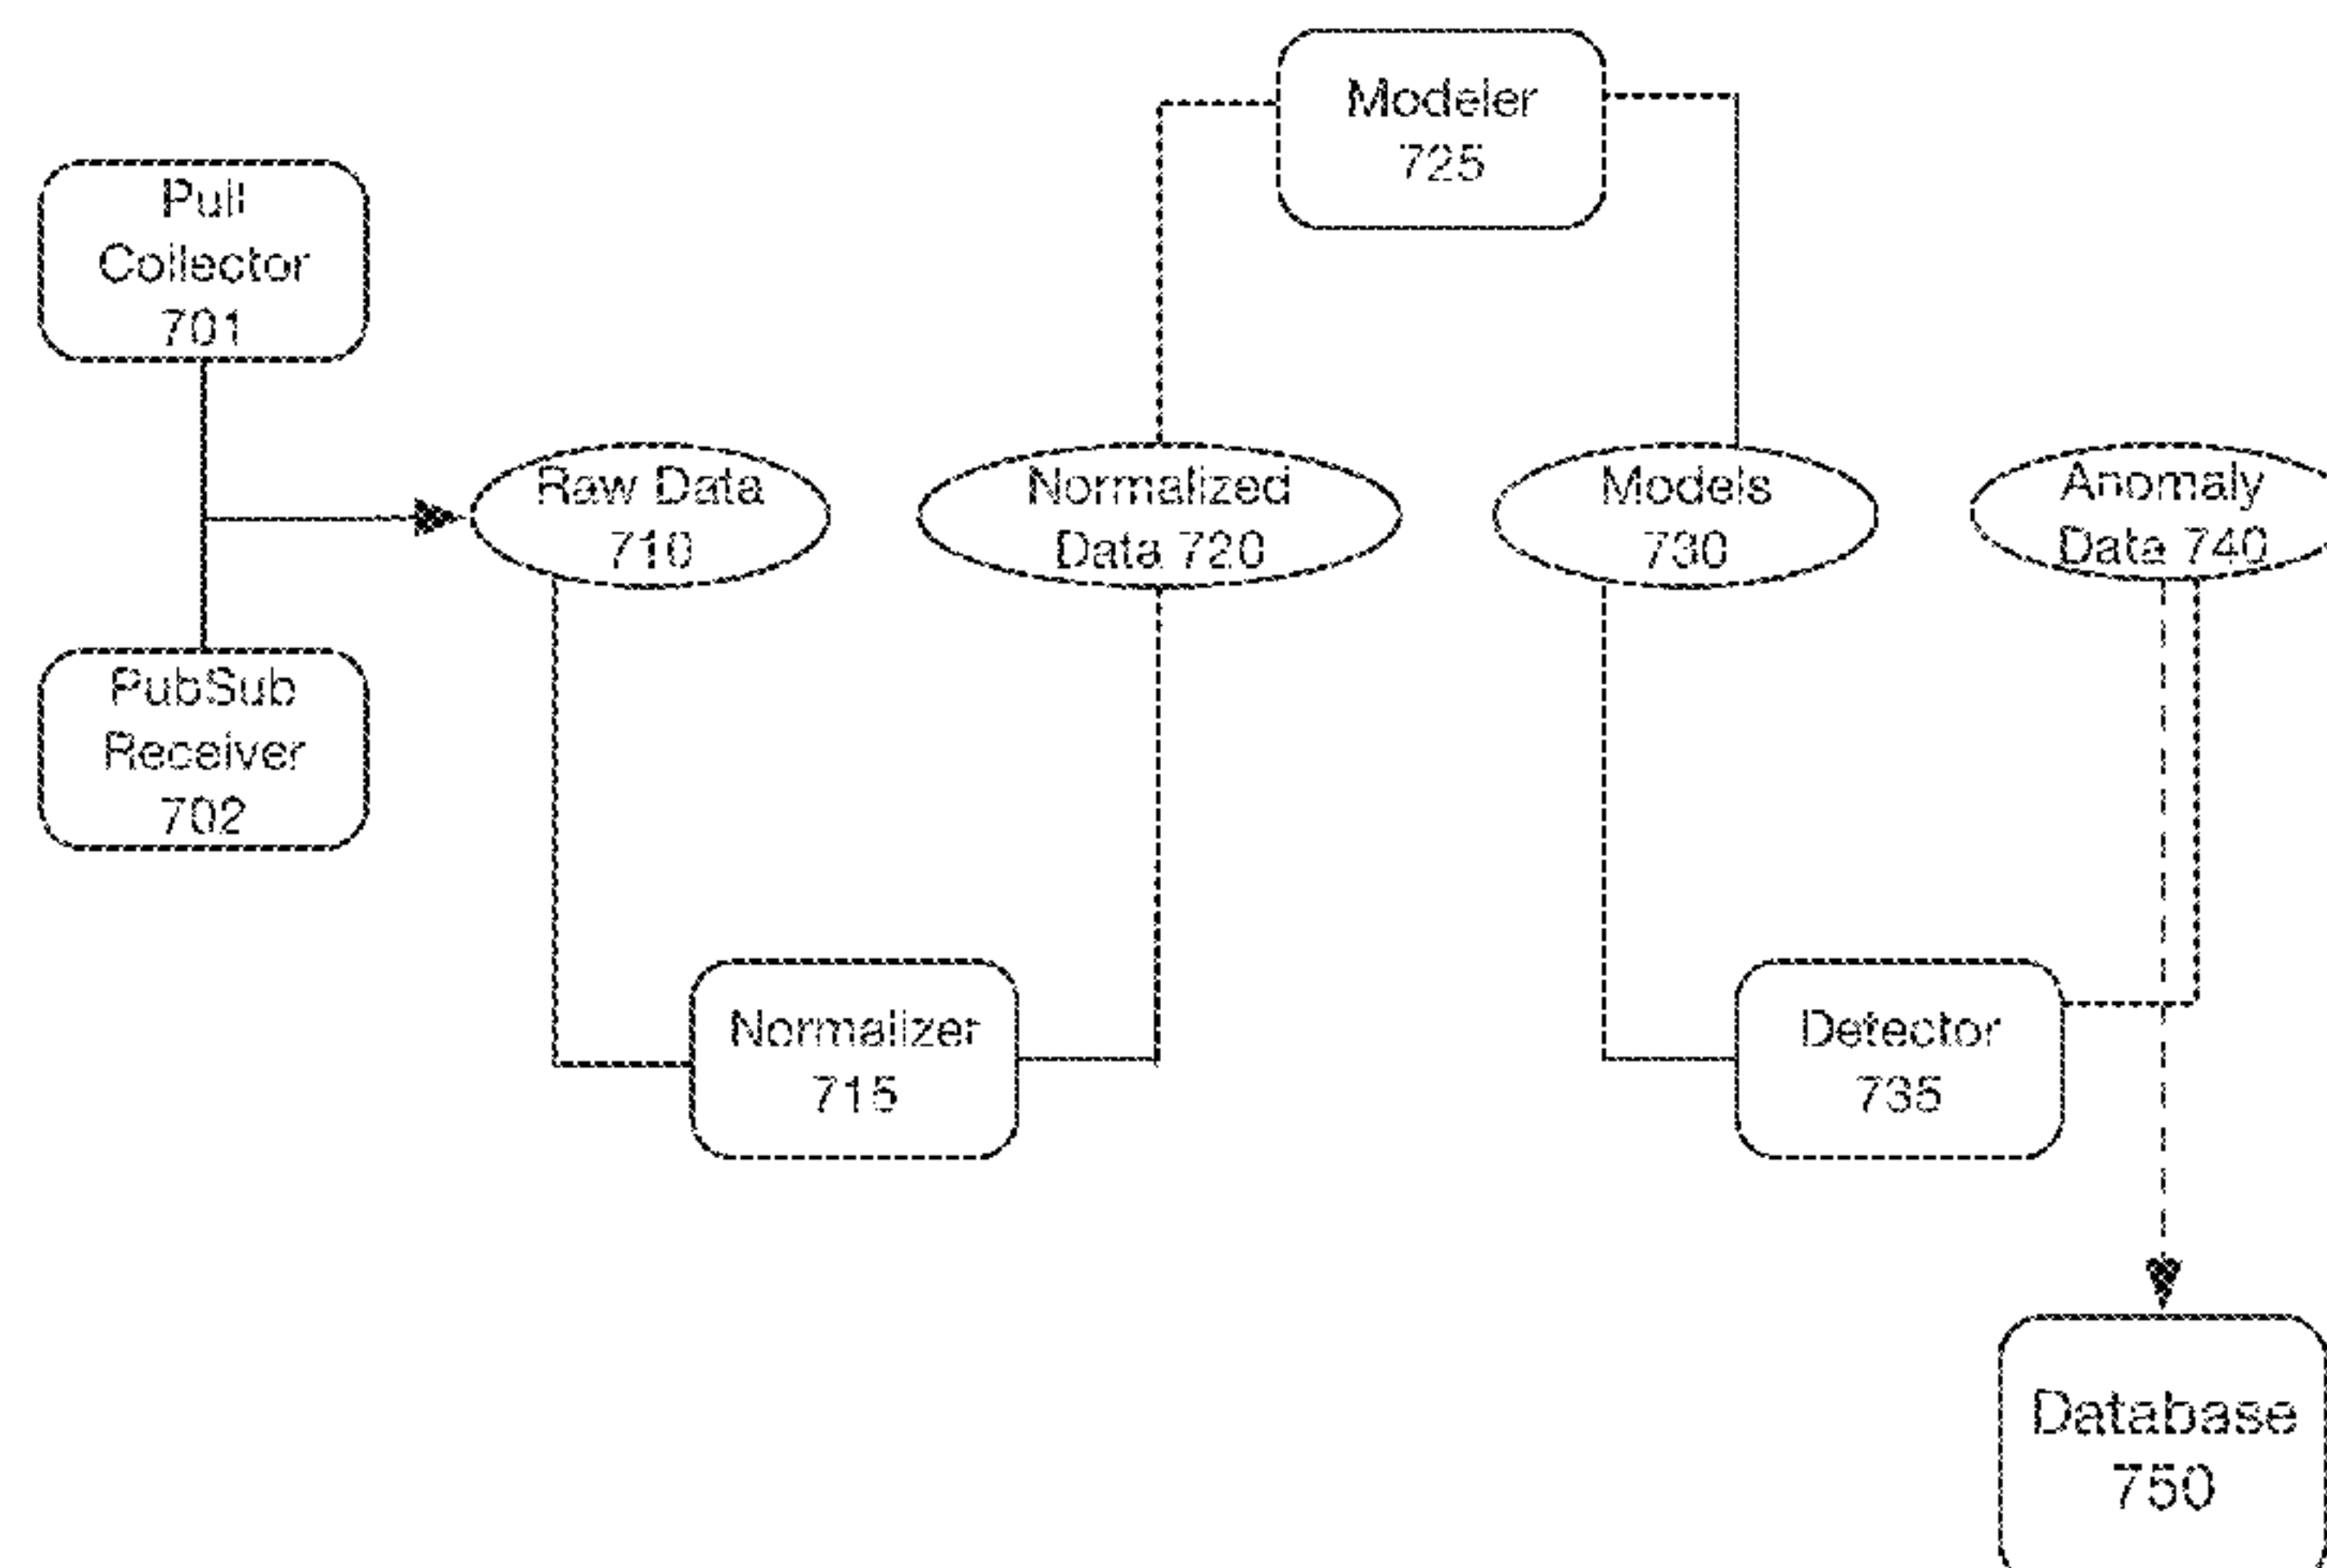 Pull
Collector
701
PubSub
Receiver
702
Raw Data
710
Normalizer
715
Normalized
Data 720
Modeler
725
Models
730
Detector
735
Anomaly
Data 740
Database
750